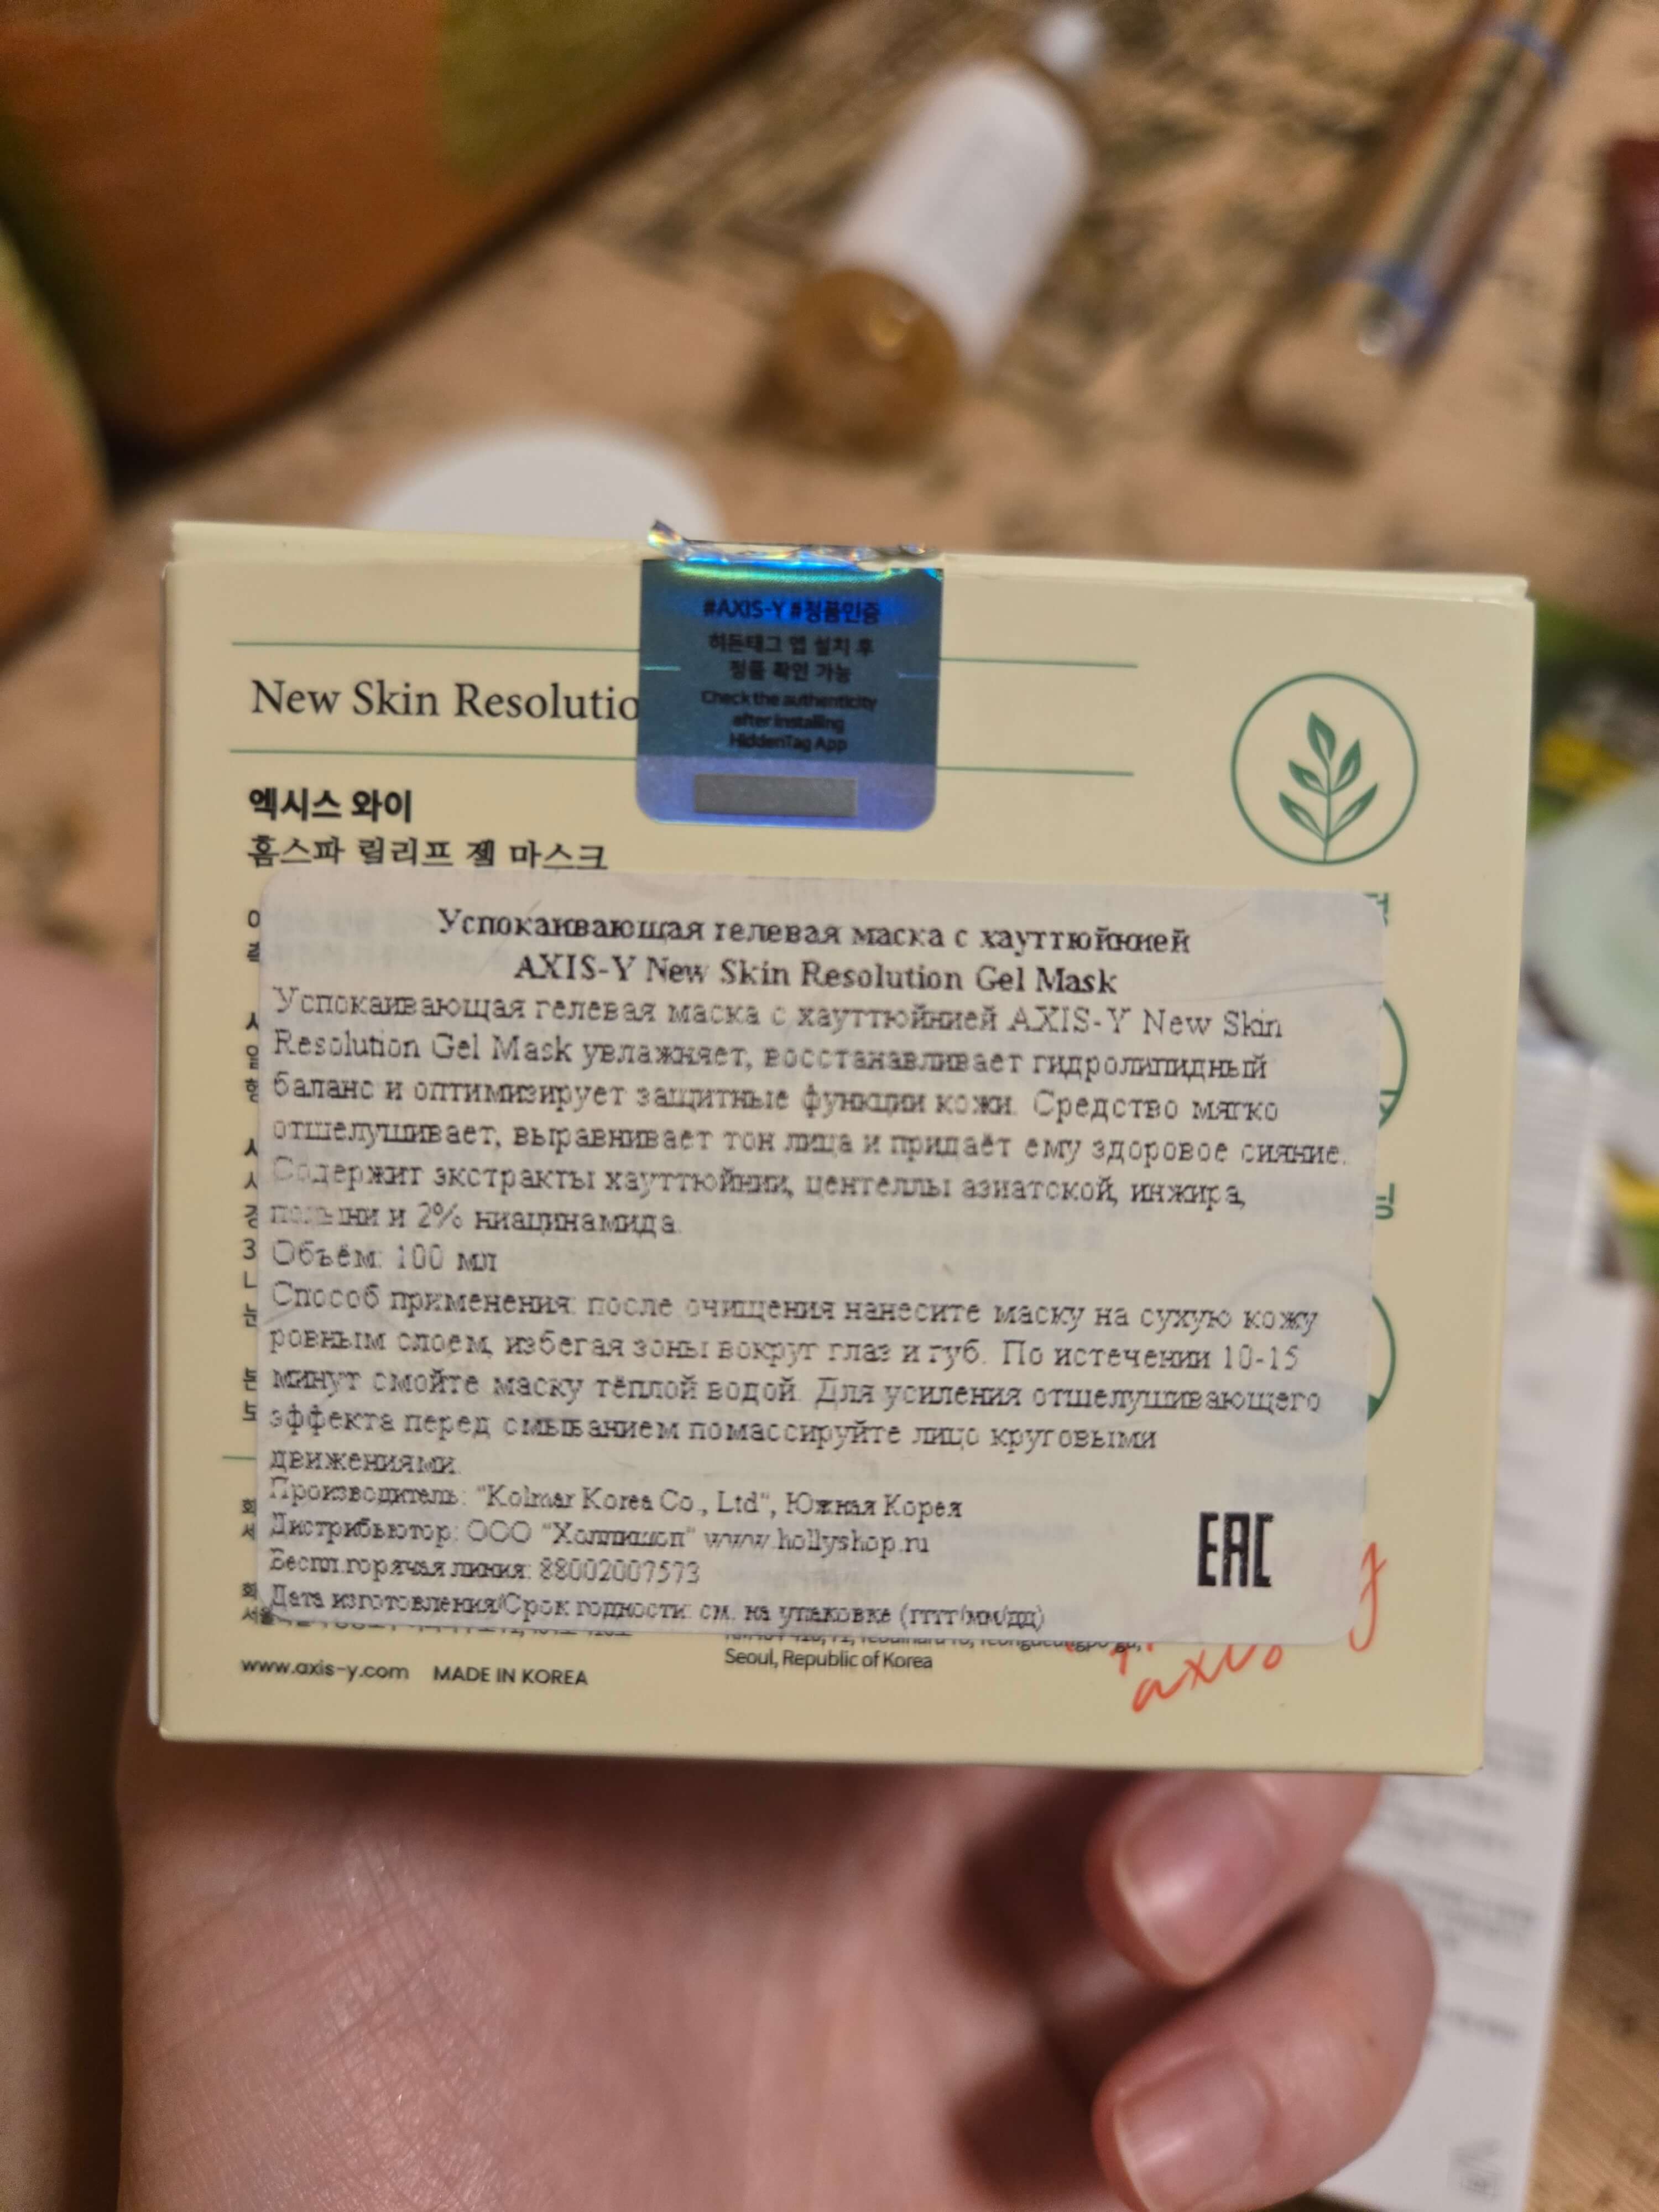 #AXIS-Y #정품인증
히든태그 앱 설치 후
정품 확인 가능
Check the authenticity
after installing
HiddenTag App
New Skin Resolutio
엑시스 와이
홈스파 릴리프 젤 마스크
Успокаивающая гелевая маска с хауттюйнией
AXIS-Y New Skin Resolution Gel Mask
Успокаивающая гелевая маска с хауттюйнией AXIS-Y New Skin
Resolution Gel Mask увлажняет, восстанавливает гидролипидный
баланс и оптимизирует защитные функции кожи. Средство мягко
отшелушивает, выравнивает тон лица и придаёт ему здоровое сияние.
Содержит экстракты хауттюйнии, центеллы азиатской, инжира,
полыни и 2% ниацинамида.
Объём: 100 мл
Способ применения: после очищения нанесите маску на сухую кожу
ровным слоем, избегая зоны вокруг глаз и губ. По истечении 10-15
минут смойте маску тёплой водой. Для усиления отшелушивающего
эффекта перед смыванием помассируйте лицо круговыми
движениями.
Производитель: "Kolmar Korea Co., Ltd", Южная Корея
Дистрибьютор: ООО "Холлишоп" www.hollyshop.ru
Беспл.горячая линия: 88002007573
Дата изготовления/Срок годности: см. на упаковке (гггг/мм/дд)
EAC
Seoul, Republic of Korea
www.axis-y.com MADE IN KOREA
axis y